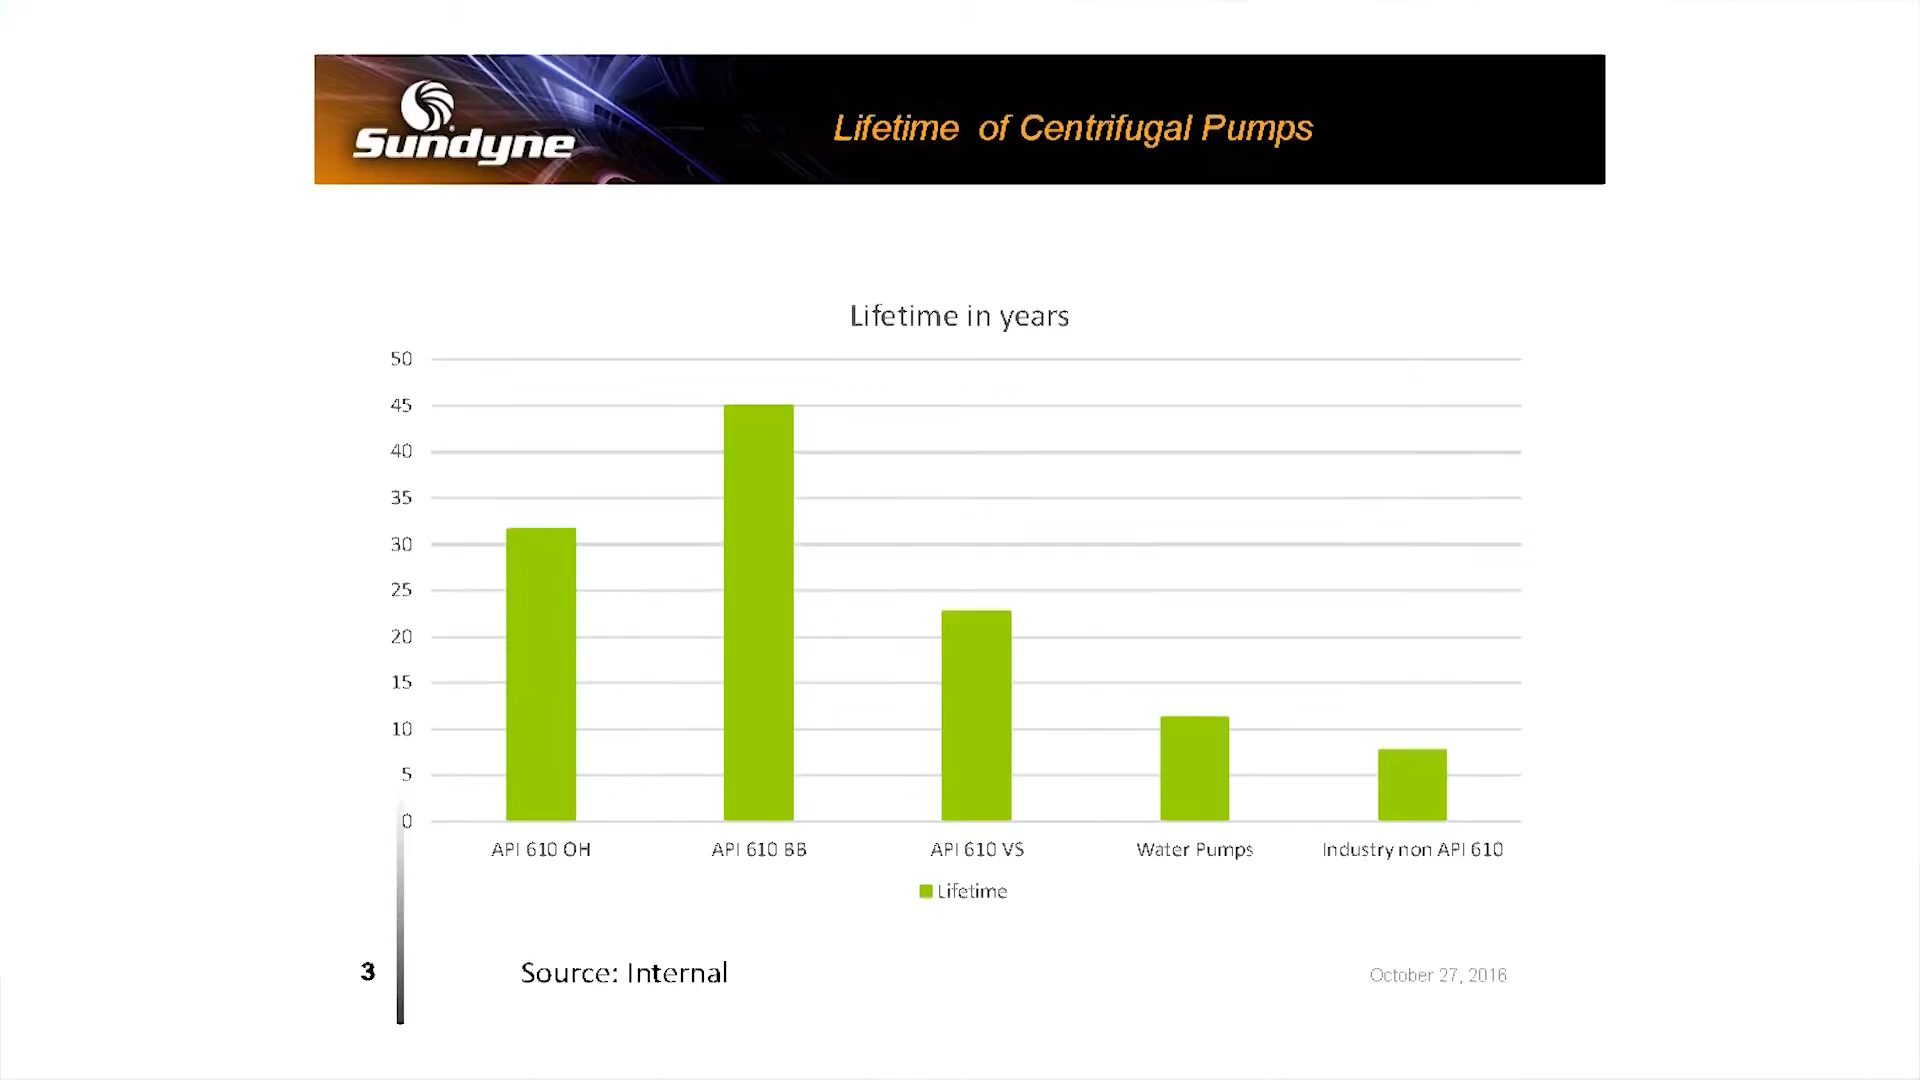 Sundyne
Lifetime of Centrifugal Pumps
Lifetime in years
50
45
40
35
30
25
20
15
10
5
0
API 610 OH
API 610 BB
API 610 VS
Water Pumps
Industry non API 610
Lifetime
3
Source: Internal
October 27, 2016